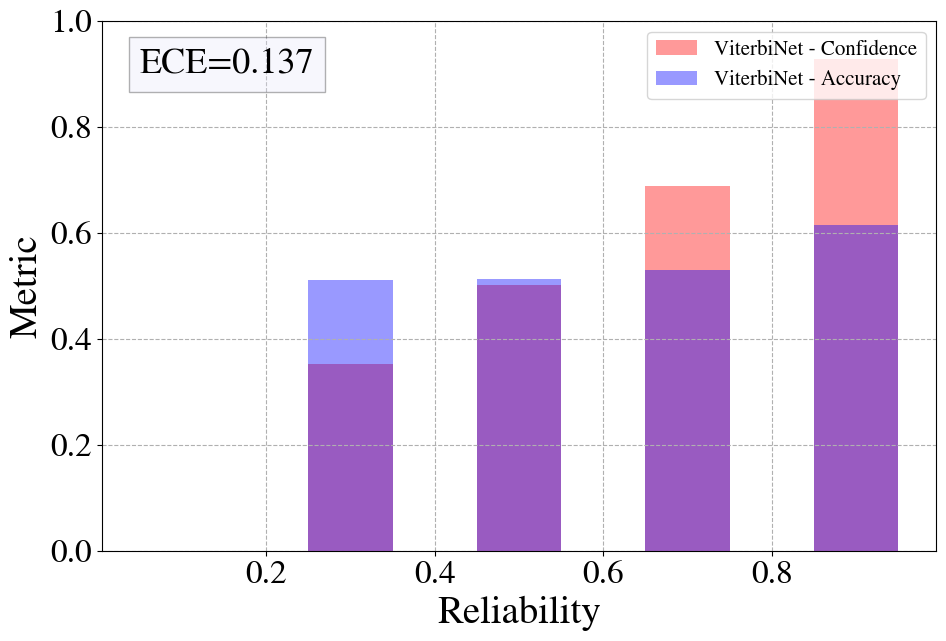 ECE=0.137
ViterbiNet - Confidence
ViterbiNet - Accuracy
1.0
0.8
0.6
0.4
0.2
0.0
Metric
0.2 0.4 0.6 0.8
Reliability